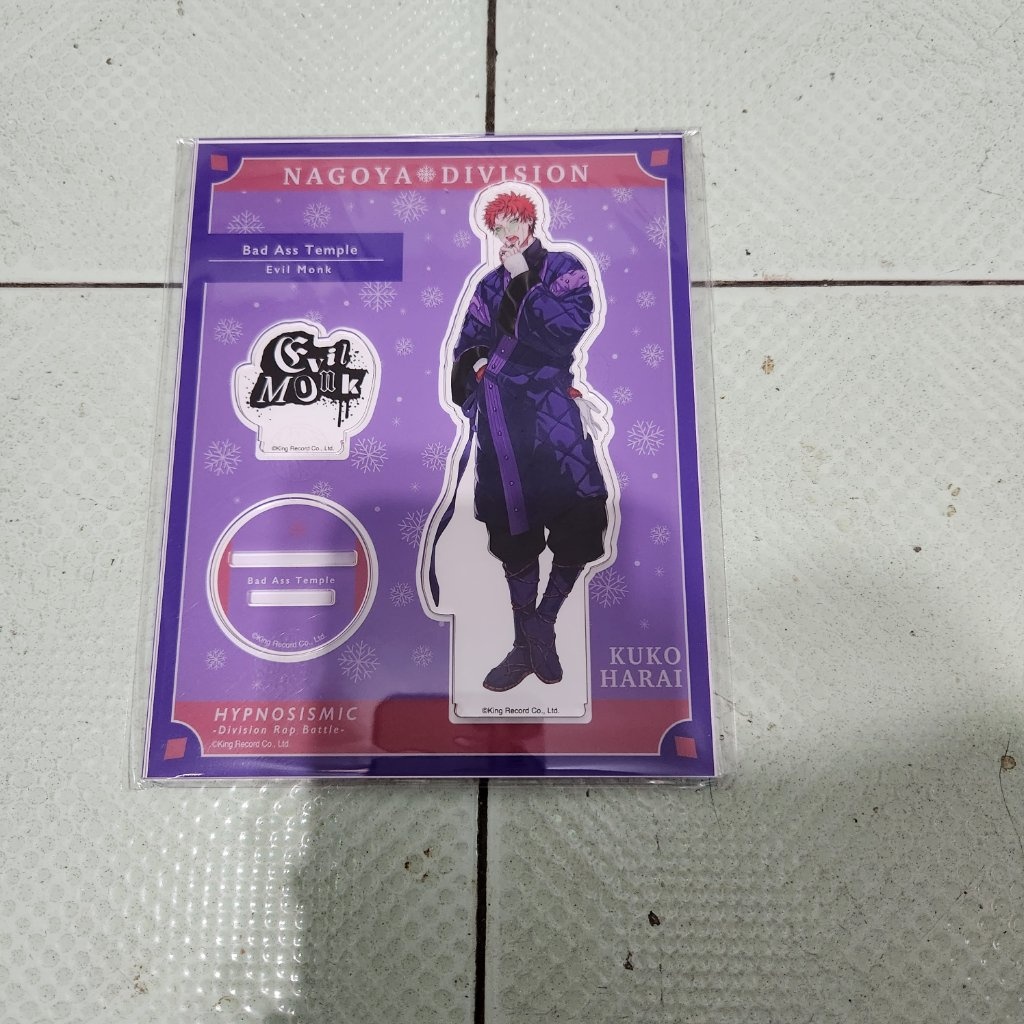 NAGOYA DIVISION
Bad Ass Temple
Evil Monk
Evil
MOnk
©King Record Co., Ltd.
Bad Ass Temple
©King Record Co., Ltd.
KUKO
HARAI
©King Record Co., Ltd.
HYPNOSISMIC
-Division Rap Battle-
©King Record Co., Ltd.